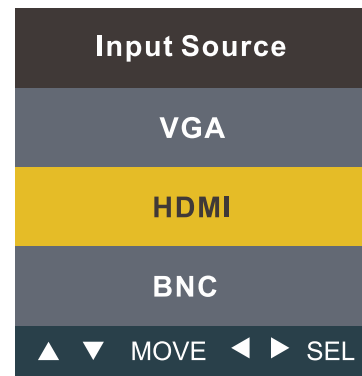 Input Source
VGA
HDMI
BNC
▲ ▼ MOVE ◀ ▶ SEL